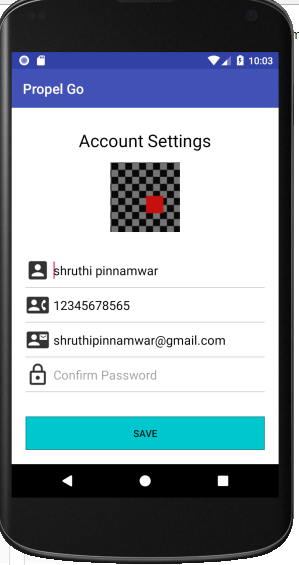 10:03
Propel Go
Account Settings
shruthi pinnamwar
12345678565
shruthipinnamwar@gmail.com
Confirm Password
SAVE